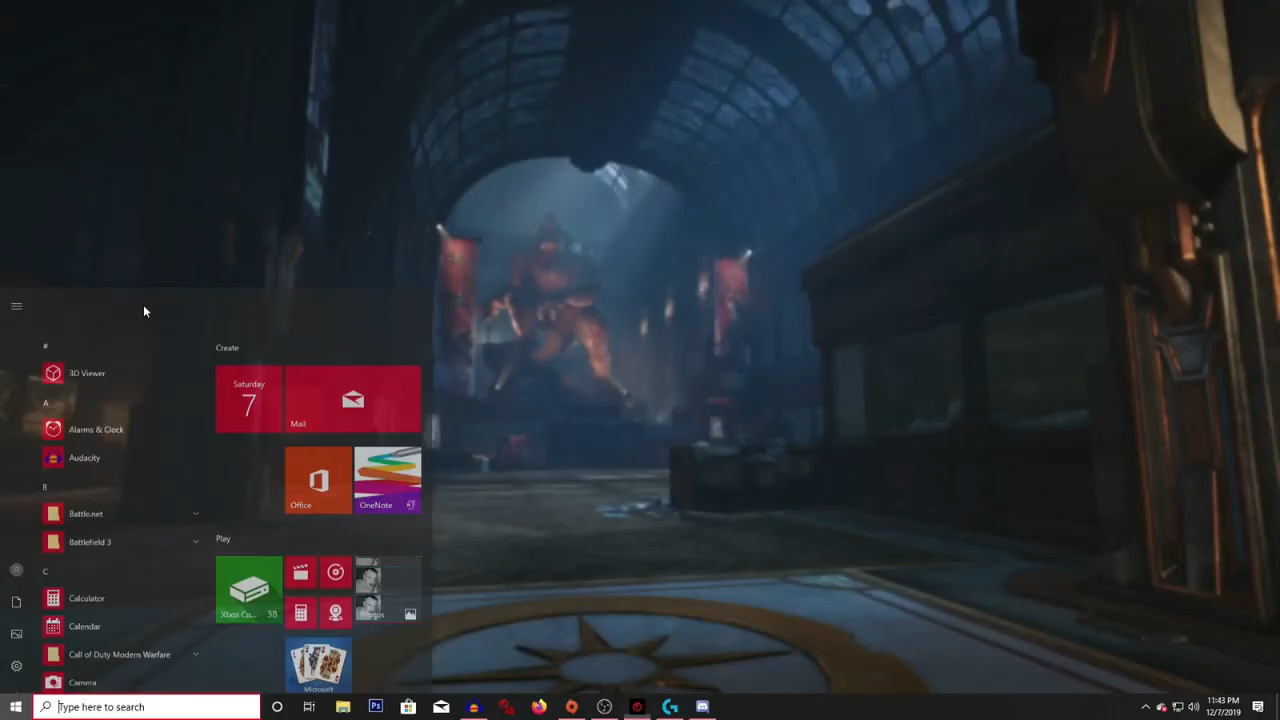 #
3D Viewer
A
Alarms & Clock
Audacity
B
Battle.net
Battlefield 3
C
Calculator
Calendar
Call of Duty Modern Warfare
Camera
Create
Saturday
7
Mail
Office
OneNote
Play
Xbox Co... 38
Photos
Microsoft
Type here to search
Ps
11:43 PM
12/7/2019